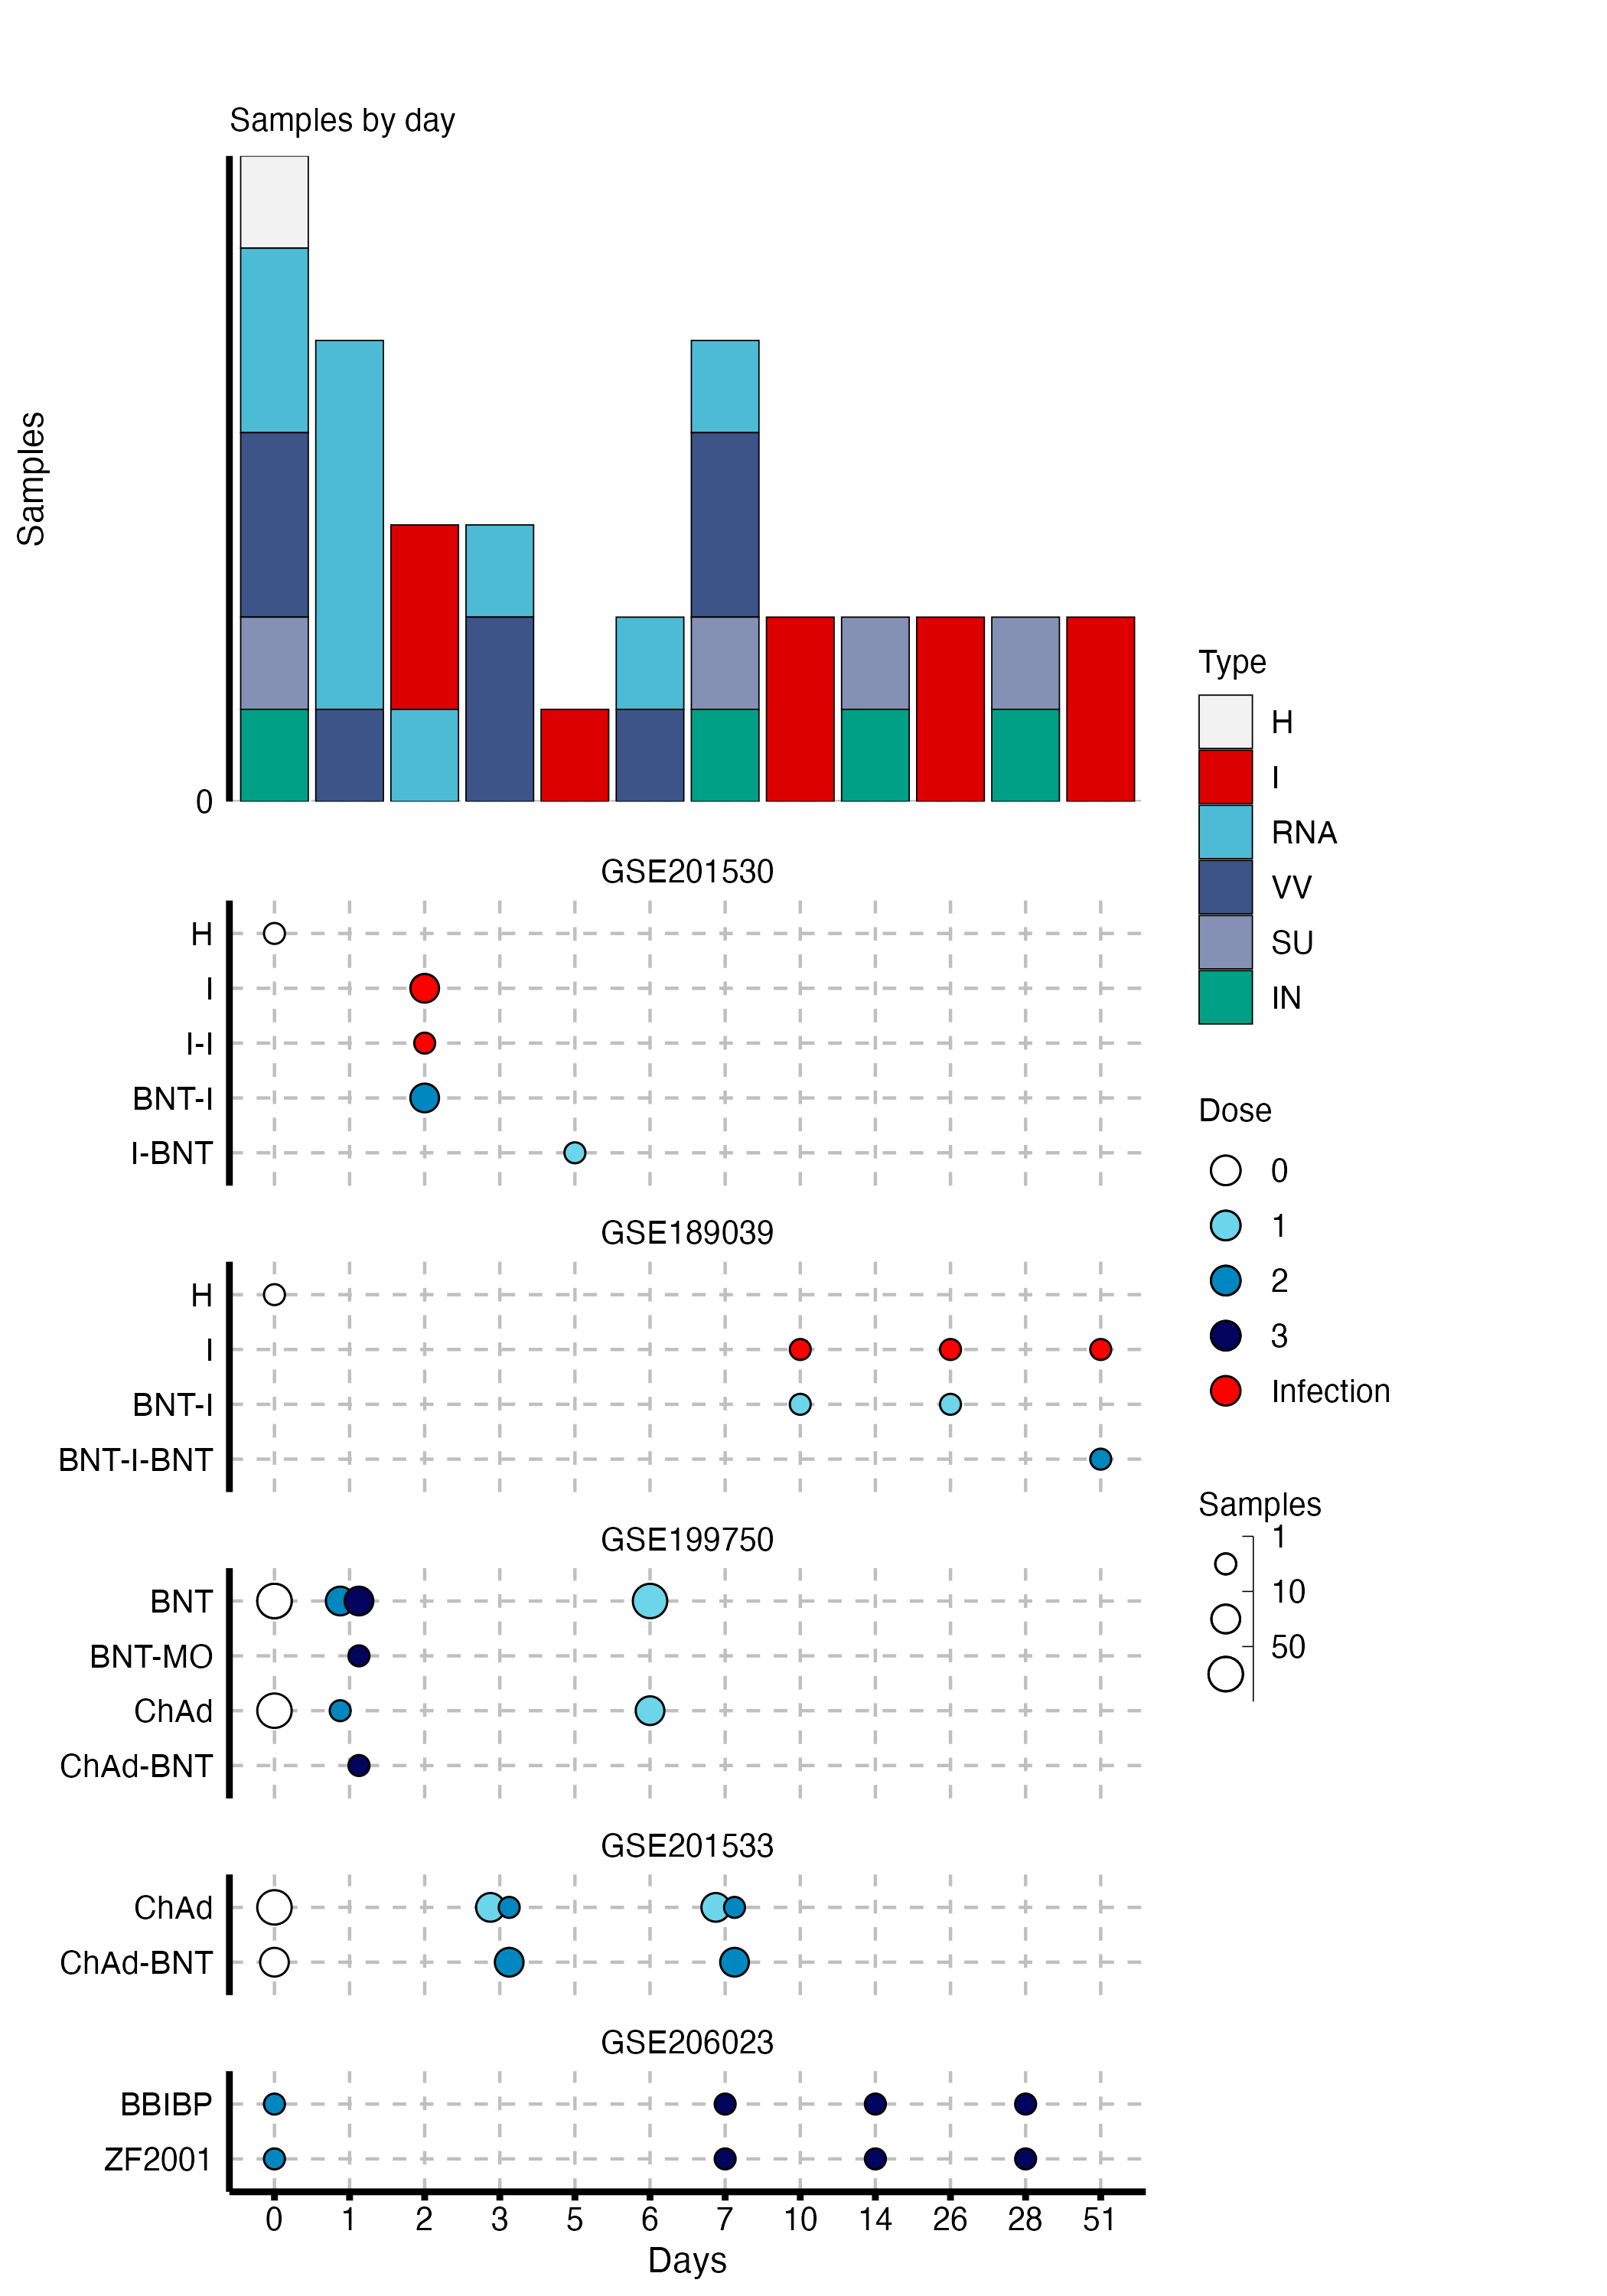 Samples by day
Samples
0
GSE201530
H
I
I-I
BNT-I
I-BNT
GSE189039
H
I
BNT-I
BNT-I-BNT
GSE199750
BNT
BNT-MO
ChAd
ChAd-BNT
GSE201533
ChAd
ChAd-BNT
GSE206023
BBIBP
ZF2001
0 1 2 3 5 6 7 10 14 26 28 51
Days
Type
H
I
RNA
VV
SU
IN
Dose
0
1
2
3
Infection
Samples
1
10
50